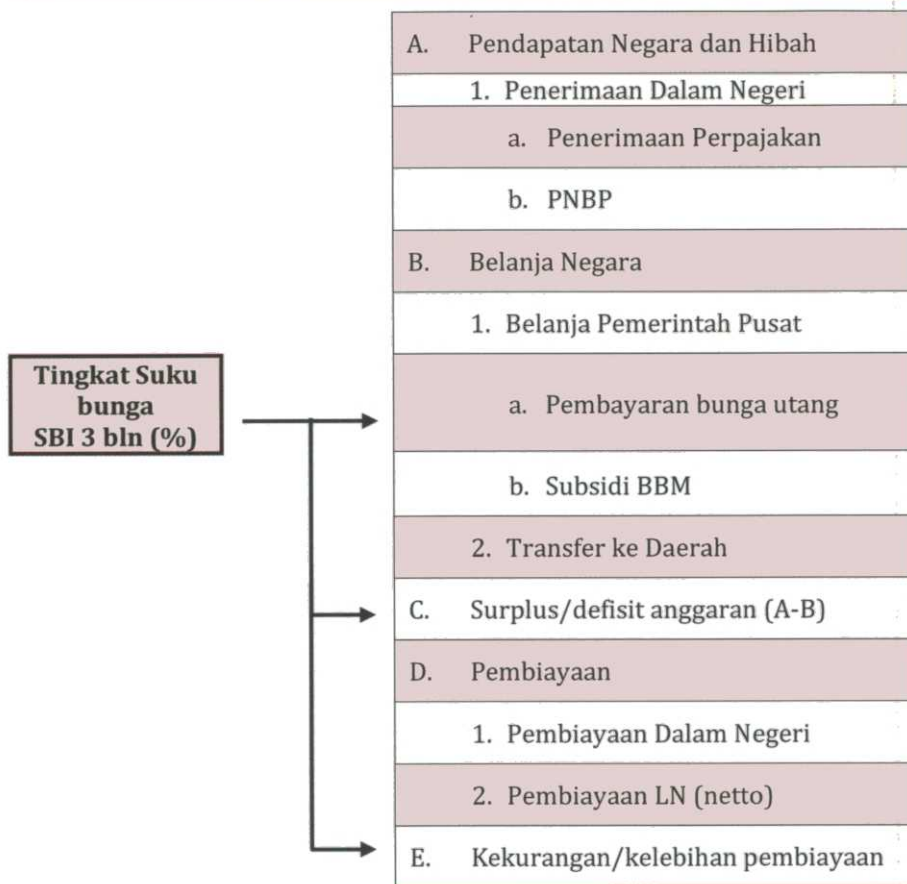 A. Pendapatan Negara dan Hibah
1. Penerimaan Dalam Negeri
a. Penerimaan Perpajakan
b. PNBP
B. Belanja Negara
1. Belanja Pemerintah Pusat
Tingkat Suku
bunga
SBI 3 bln (%)
a. Pembayaran bunga utang
b. Subsidi BBM
2. Transfer ke Daerah
C. Surplus/defisit anggaran (A-B)
D. Pembiayaan
1. Pembiayaan Dalam Negeri
2. Pembiayaan LN (netto)
E. Kekurangan/kelebihan pembiayaan